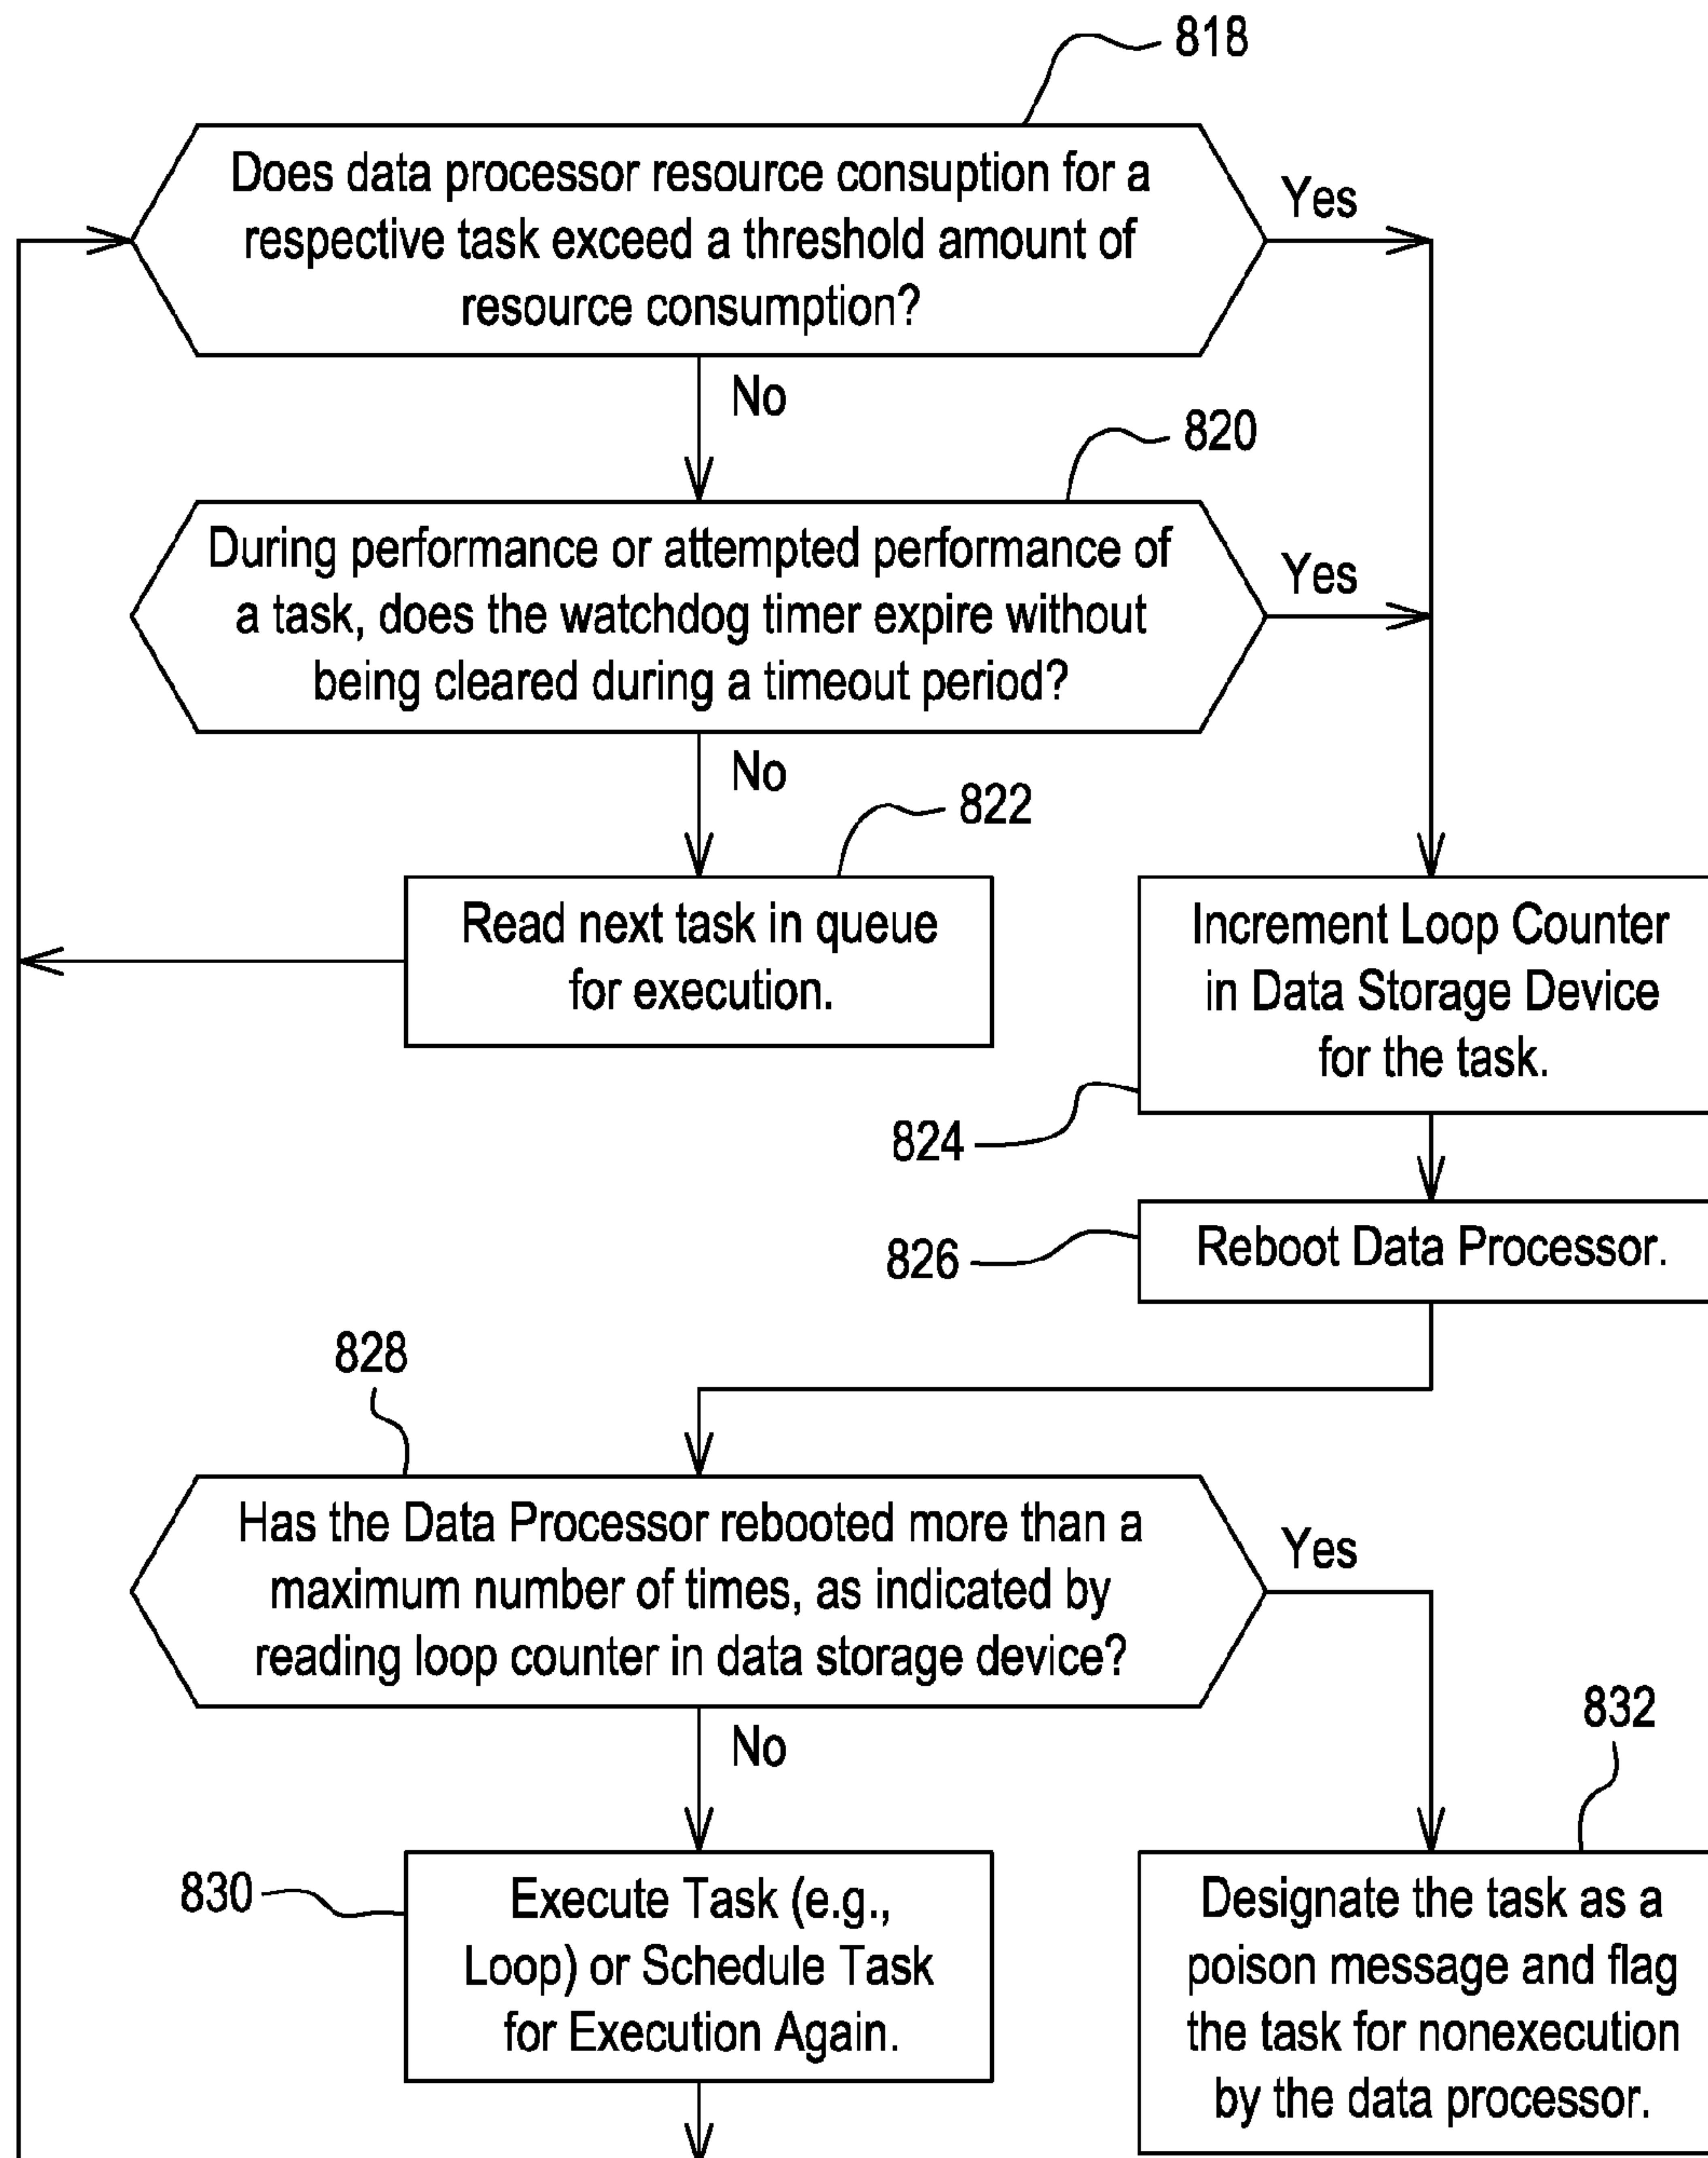 818
Does data processor resource consuption for a
respective task exceed a threshold amount of
resource consumption?
Yes
No
820
During performance or attempted performance of
a task, does the watchdog timer expire without
being cleared during a timeout period?
Yes
No
822
Read next task in queue
for execution.
Increment Loop Counter
in Data Storage Device
for the task.
824
Reboot Data Processor.
826
828
Has the Data Processor rebooted more than a
maximum number of times, as indicated by
reading loop counter in data storage device?
Yes
No
832
830
Execute Task (e.g.,
Loop) or Schedule Task
for Execution Again.
Designate the task as a
poison message and flag
the task for nonexecution
by the data processor.